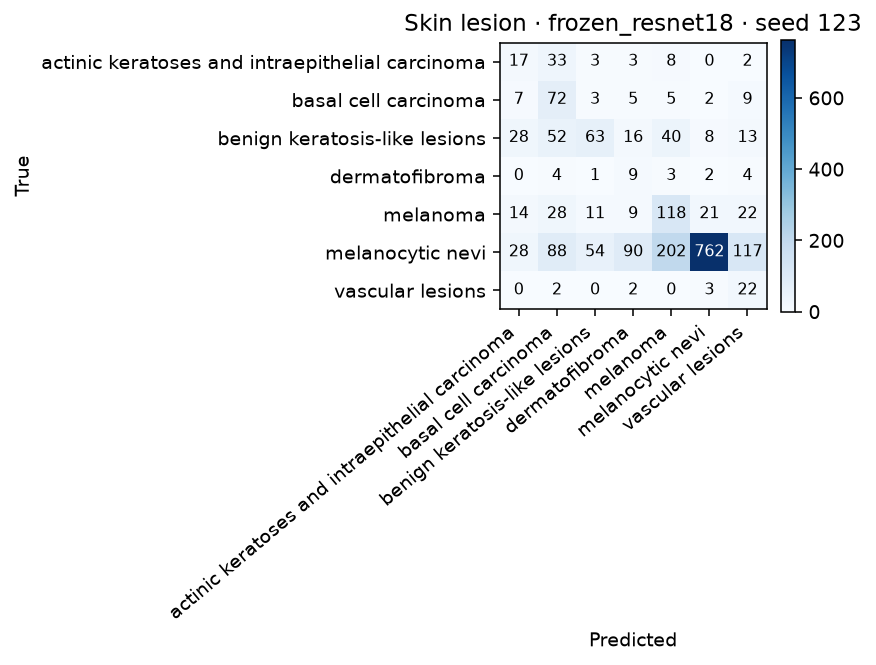 Skin lesion · frozen_resnet18 · seed 123
True
actinic keratoses and intraepithelial carcinoma 17 33 3 3 8 0 2
basal cell carcinoma 7 72 3 5 5 2 9
benign keratosis-like lesions 28 52 63 16 40 8 13
dermatofibroma 0 4 1 9 3 2 4
melanoma 14 28 11 9 118 21 22
melanocytic nevi 28 88 54 90 202 762 117
vascular lesions 0 2 0 2 0 3 22
600
400
200
0
actinic keratoses and intraepithelial carcinoma
basal cell carcinoma
benign keratosis-like lesions
dermatofibroma
melanoma
melanocytic nevi
vascular lesions
Predicted